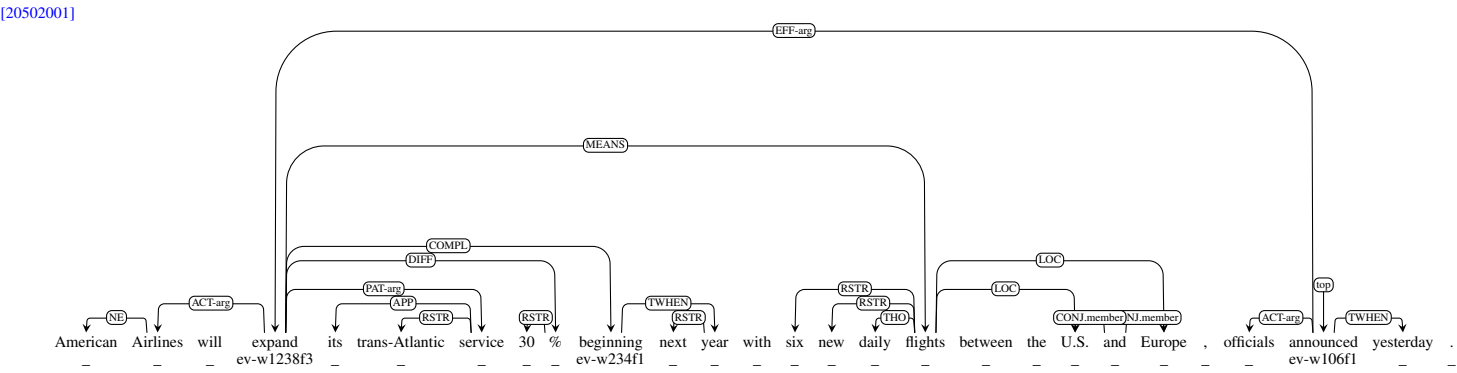 [20502001]
EFF-arg
MEANS
COMPL
DIFF LOC
PAT-arg RSTR LOC top
ACT-arg APP TWHEN RSTR
NE RSTR RSTR RSTR THO CONJ.member NJ.member ACT-arg TWHEN
American Airlines will expand its trans-Atlantic service 30 % beginning next year with six new daily flights between the U.S. and Europe , officials announced yesterday .
_ _ _ ev-w1238f3 _ _ _ _ _ ev-w234f1 _ _ _ _ _ _ _ _ _ _ _ _ _ _ ev-w106f1 _ _